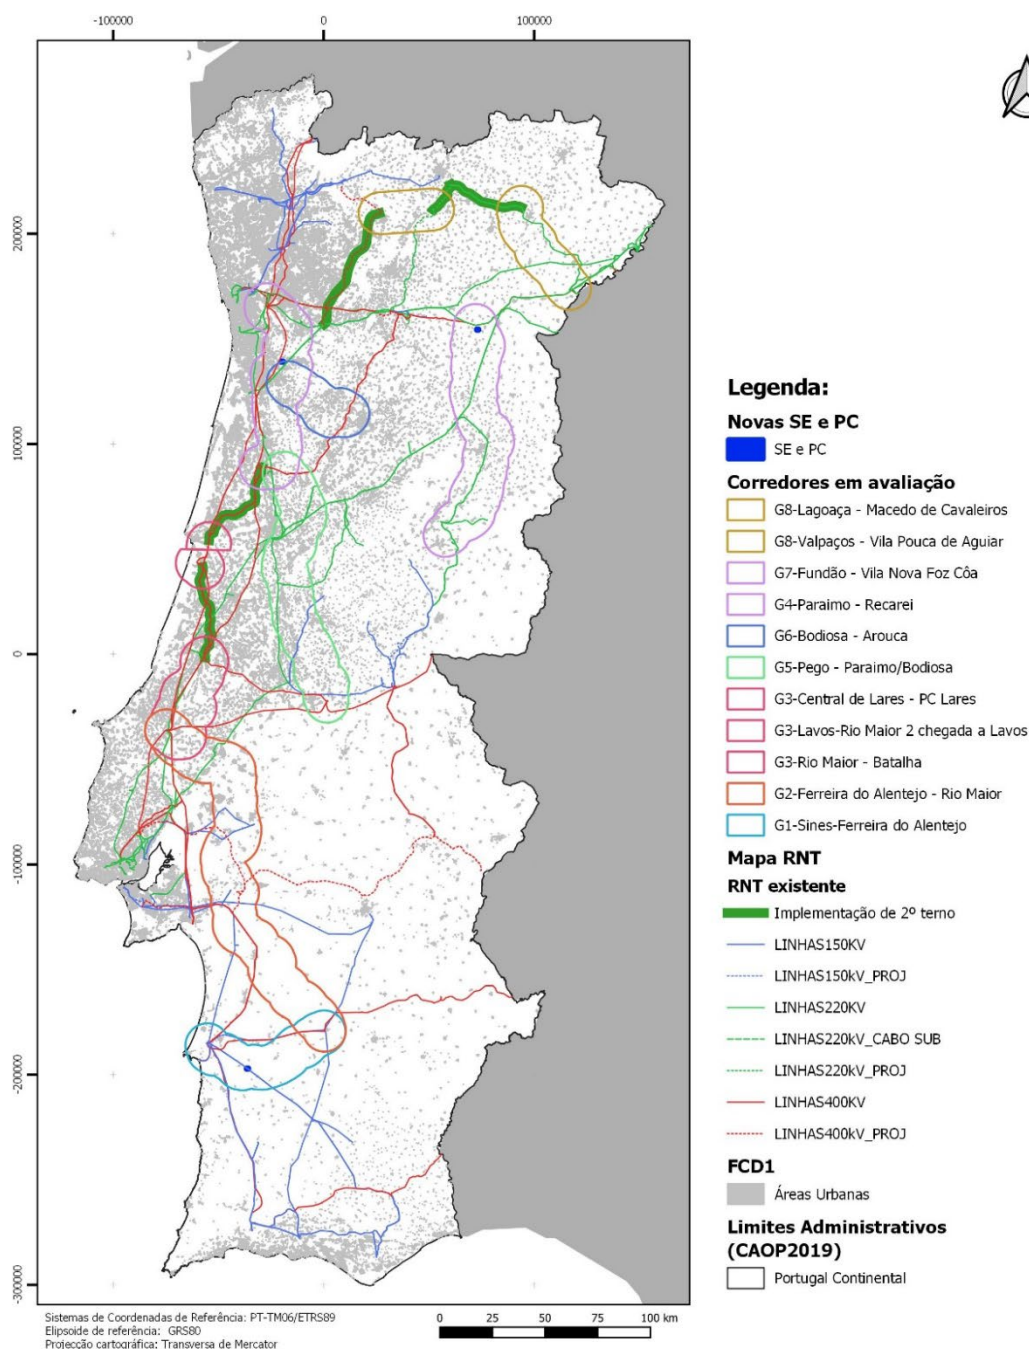 -100000
0
100000
200000
100000
0
-100000
-200000
-300000
Legenda:
Novas SE e PC
SE e PC
Corredores em avaliação
G8-Lagoaça - Macedo de Cavaleiros
G8-Valpaços - Vila Pouca de Aguiar
G7-Fundão - Vila Nova Foz Côa
G4-Paraimo - Recarei
G6-Bodiosa - Arouca
G5-Pego - Paraimo/Bodiosa
G3-Central de Lares - PC Lares
G3-Lavos-Rio Maior 2 chegada a Lavos
G3-Rio Maior - Batalha
G2-Ferreira do Alentejo - Rio Maior
G1-Sines-Ferreira do Alentejo
Mapa RNT
RNT existente
Implementação de 2º terno
LINHAS150KV
LINHAS150kV_PROJ
LINHAS220KV
LINHAS220kV_CABO SUB
LINHAS220kV_PROJ
LINHAS400KV
LINHAS400kV_PROJ
FCD1
Áreas Urbanas
Limites Administrativos
(CAOP2019)
Portugal Continental
Sistemas de Coordenadas de Referência: PT-TM06/ETRS89
Elipsoide de referência: GRS80
Projecção cartográfica: Transversa de Mercator
0 25 50 75 100 km